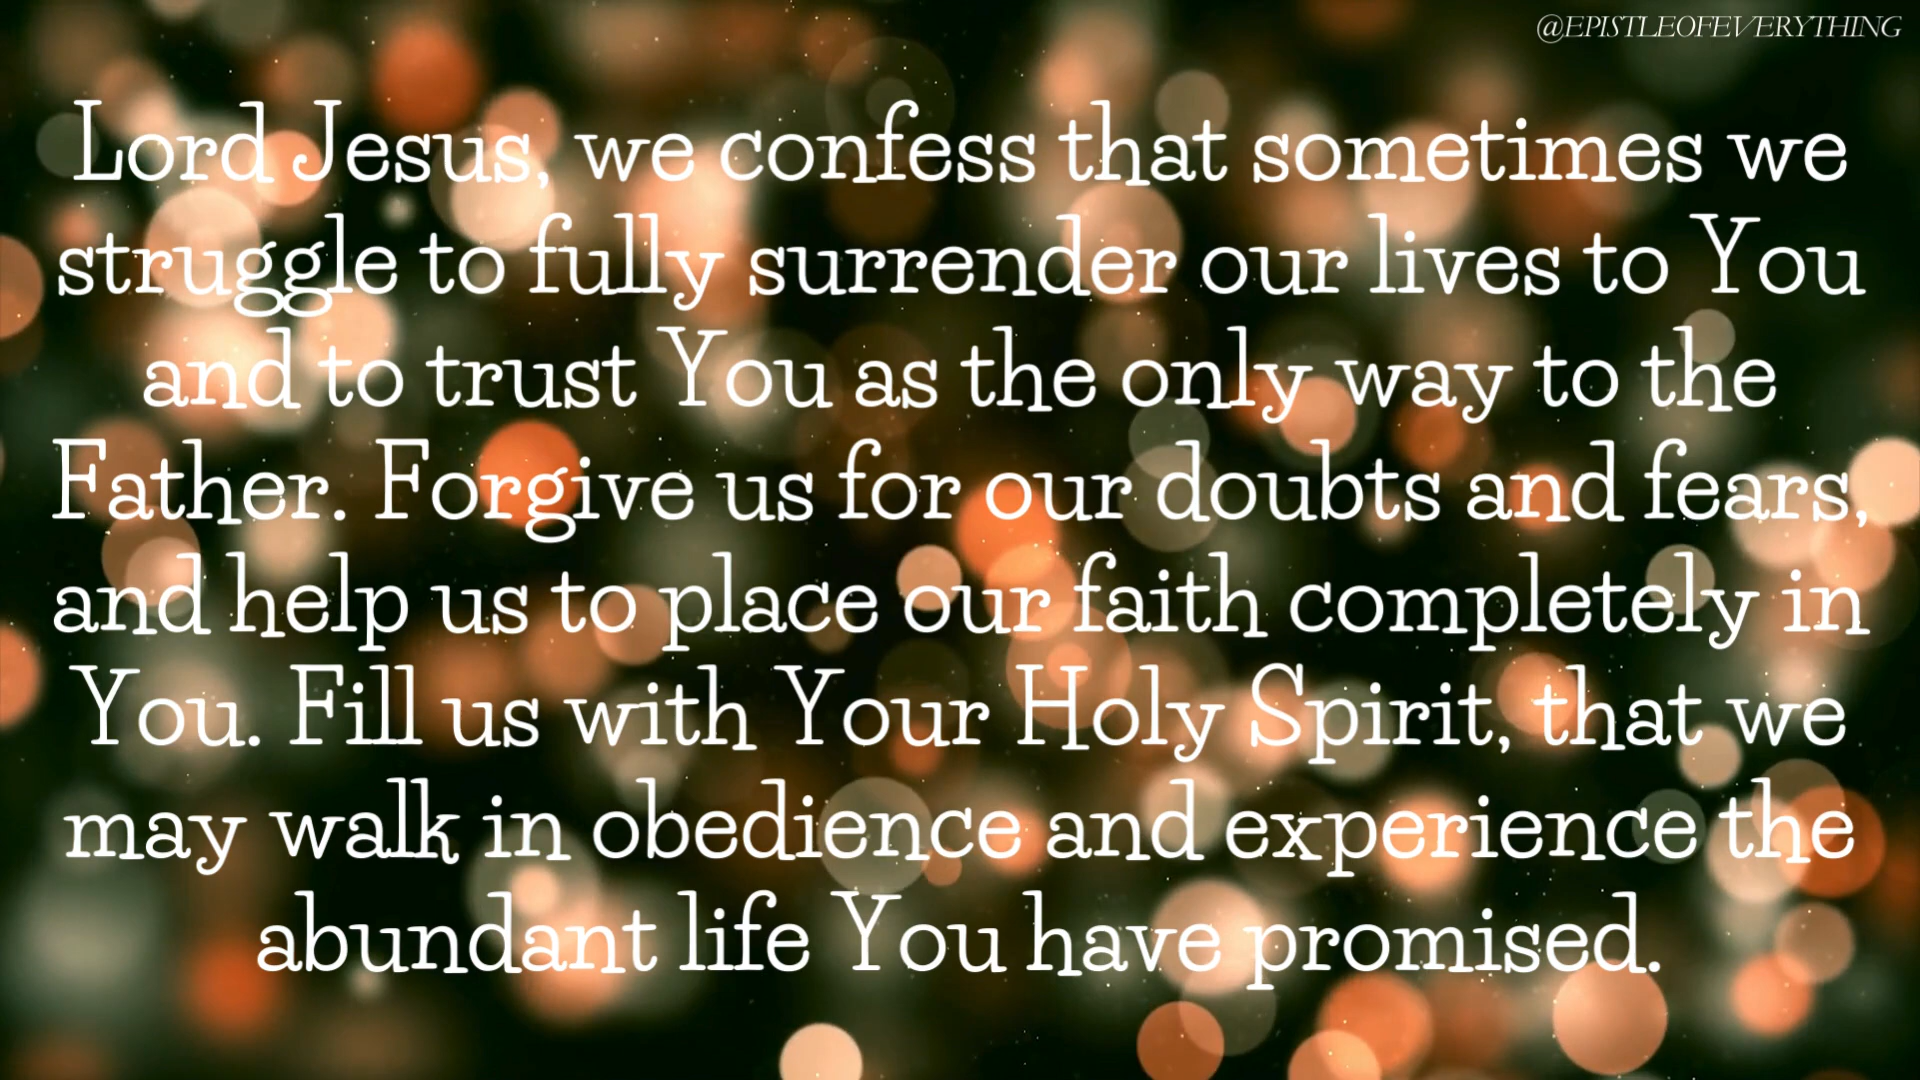 @EPISTLEOFEVERYTHING
Lord Jesus, we confess that sometimes we
struggle to fully surrender our lives to You
and to trust You as the only way to the
Father. Forgive us for our doubts and fears,
and help us to place our faith completely in
You. Fill us with Your Holy Spirit, that we
may walk in obedience and experience the
abundant life You have promised.